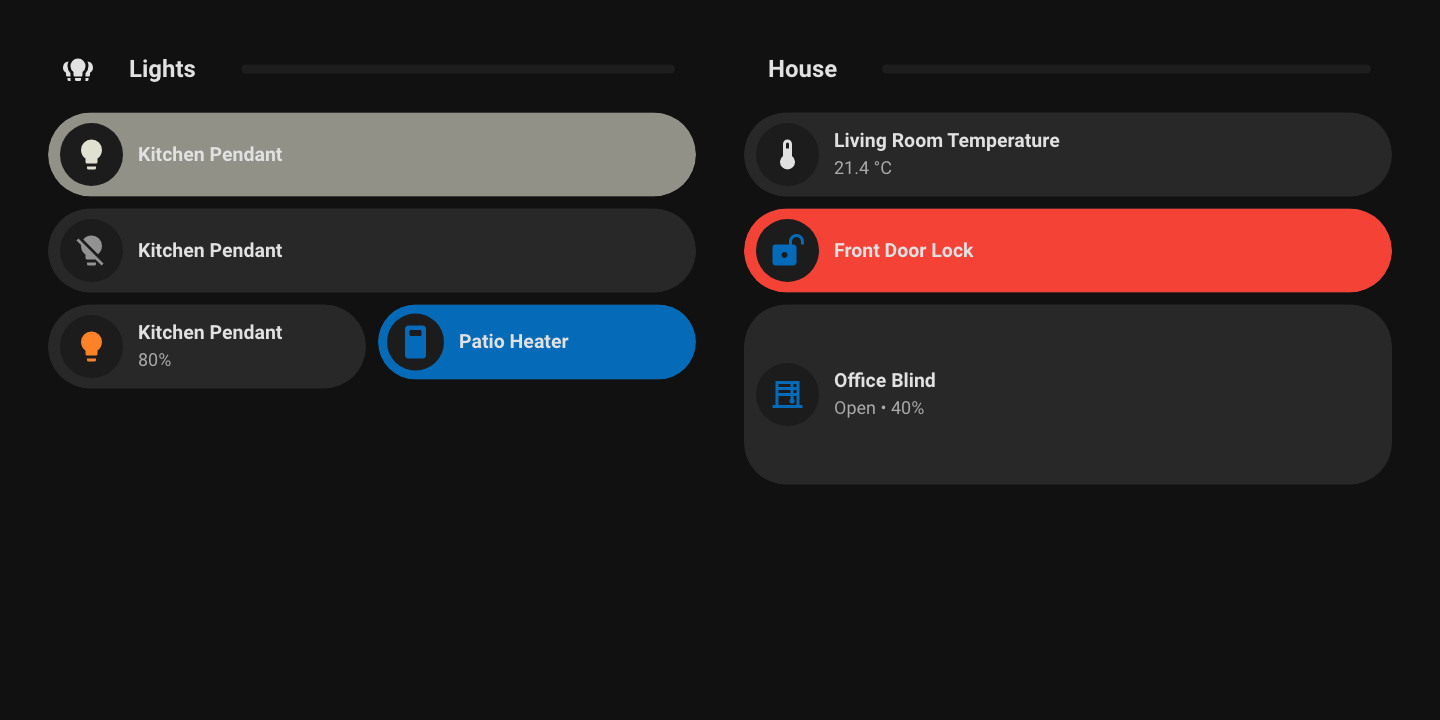 Lights
Kitchen Pendant
Kitchen Pendant
Kitchen Pendant
80%
Patio Heater
House
Living Room Temperature
21.4 °C
Front Door Lock
Office Blind
Open • 40%